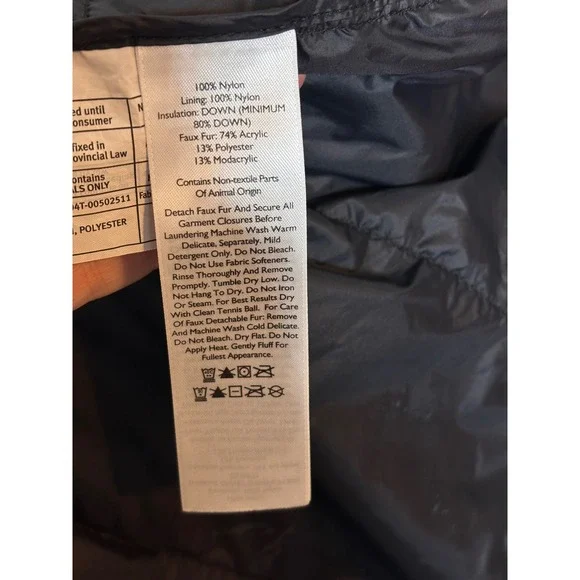 100% Nylon
Lining: 100% Nylon
Insulation: DOWN (MINIMUM
80% DOWN)
Faux Fur: 74% Acrylic
13% Polyester
13% Modacrylic
Contains Non-textile Parts
Of Animal Origin
Detach Faux Fur And Secure All
Garment Closures Before
Laundering Machine Wash Warm
Delicate, Separately. Mild
Detergent Only. Do Not Bleach.
Do Not Use Fabric Softeners.
Rinse Thoroughly And Remove
Promptly. Tumble Dry Low. Do
Not Hang To Dry. Do Not Iron
Or Steam. For Best Results Dry
With Clean Tennis Ball. For Care
Of Faux Detachable Fur: Remove
And Machine Wash Cold Delicate.
Do Not Bleach. Dry Flat. Do Not
Apply Heat. Gently Fluff For
Fullest Appearance.
ed until
onsumer
fixed in
ovincial Law
ontains
LS ONLY
04T-00502511
, POLYESTER
N
Fab